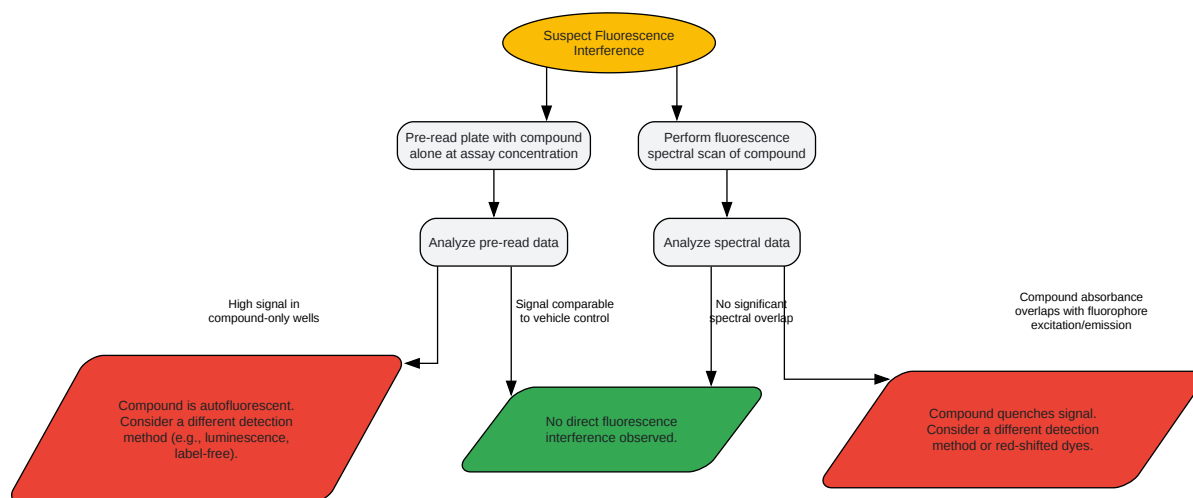 Suspect Fluorescence
Interference
Pre-read plate with compound
alone at assay concentration
Perform fluorescence
spectral scan of compound
Analyze pre-read data
Analyze spectral data
High signal in
compound-only wells
Signal comparable
to vehicle control
No significant
spectral overlap
Compound absorbance
overlaps with fluorophore
excitation/emission
Compound is autofluorescent.
Consider a different detection
method (e.g., luminescence,
label-free).
No direct fluorescence
interference observed.
Compound quenches signal.
Consider a different detection
method or red-shifted dyes.